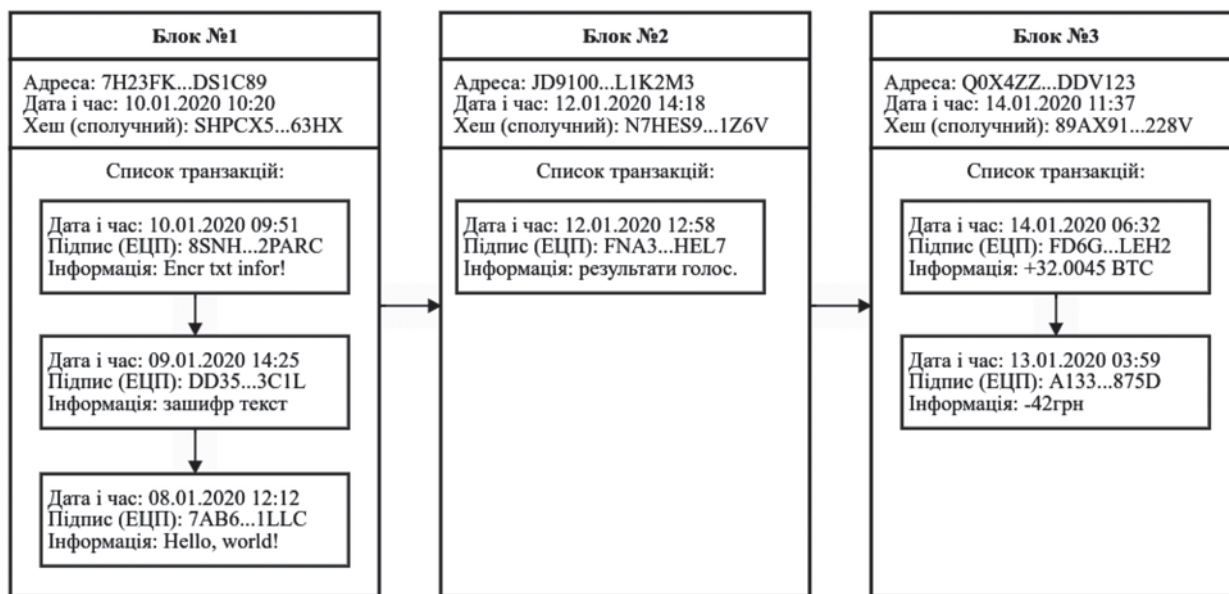 Блок №1
Адреса: 7H23FK...DS1C89
Дата і час: 10.01.2020 10:20
Хеш (сполучний): SHPCX5...63HX
Список транзакцій:
Дата і час: 10.01.2020 09:51
Підпис (ЕЦП): 8SNH...2PARC
Інформація: Encr txt infor!
Дата і час: 09.01.2020 14:25
Підпис (ЕЦП): DD35...3C1L
Інформація: зашифр текст
Дата і час: 08.01.2020 12:12
Підпис (ЕЦП): 7AB6...1LLC
Інформація: Hello, world!
Блок №2
Адреса: JD9100...L1K2M3
Дата і час: 12.01.2020 14:18
Хеш (сполучний): N7HES9...1Z6V
Список транзакцій:
Дата і час: 12.01.2020 12:58
Підпис (ЕЦП): FNA3...HEL7
Інформація: результати голос.
Блок №3
Адреса: Q0X4ZZ...DDV123
Дата і час: 14.01.2020 11:37
Хеш (сполучний): 89AX91...228V
Список транзакцій:
Дата і час: 14.01.2020 06:32
Підпис (ЕЦП): FD6G...LEH2
Інформація: +32.0045 BTC
Дата і час: 13.01.2020 03:59
Підпис (ЕЦП): A133...875D
Інформація: -42грн